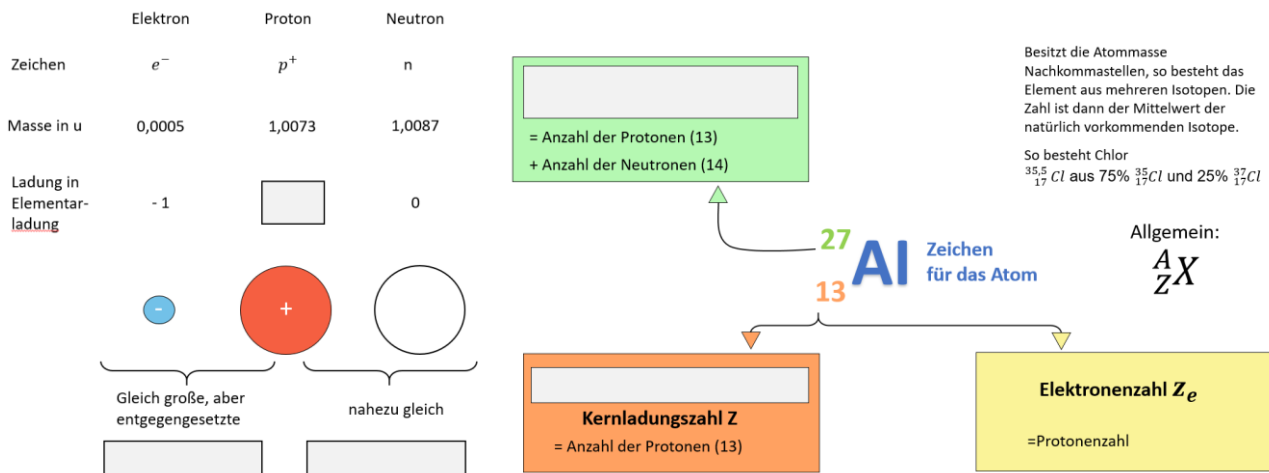 Elektron Proton Neutron
Zeichen e⁻ p⁺ n
Masse in u 0,0005 1,0073 1,0087
Ladung in
Elementar-
ladung
- 1 0
- +
Gleich große, aber
entgegengesetzte
nahezu gleich
= Anzahl der Protonen (13)
+ Anzahl der Neutronen (14)
27
13
Al
Zeichen
für das Atom
Kernladungszahl Z
= Anzahl der Protonen (13)
Elektronenzahl Zₑ
=Protonenzahl
Besitzt die Atommasse
Nachkommastellen, so besteht das
Element aus mehreren Isotopen. Die
Zahl ist dann der Mittelwert der
natürlich vorkommenden Isotope.
So besteht Chlor
³⁵,⁵₁₇Cl aus 75% ³⁵₁₇Cl und 25% ³⁷₁₇Cl
Allgemein:
A
Z
X